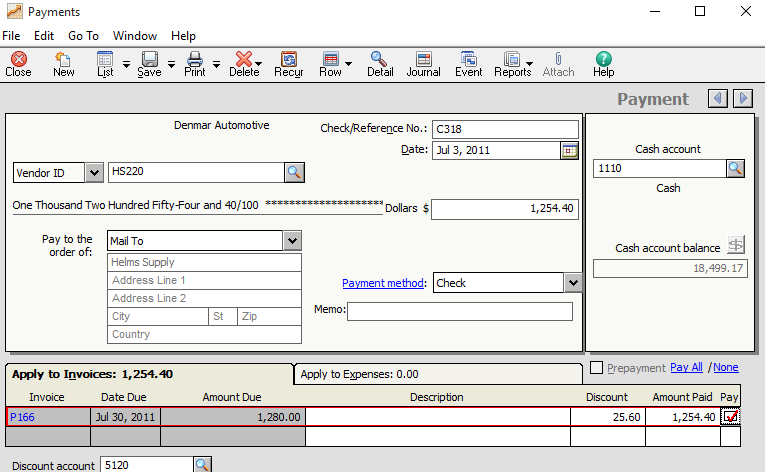 Payments
File Edit Go To Window Help
Close New List Save Print Delete Recur Row Detail Journal Event Reports Attach Help
Payment
Denmar Automotive
Check/Reference No.: C318
Date: Jul 3, 2011
Cash account
1110
Cash
Vendor ID HS220
One Thousand Two Hundred Fifty-Four and 40/100 ******************** Dollars $ 1,254.40
Pay to the order of: Mail To
Helms Supply
Address Line 1
Address Line 2
City St Zip
Country
Cash account balance
18,499.17
Payment method: Check
Memo:
Apply to Invoices: 1,254.40 Apply to Expenses: 0.00
Prepayment Pay All / None
Invoice Date Due Amount Due Description Discount Amount Paid Pay
P166 Jul 30, 2011 1,280.00 25.60 1,254.40
Discount account 5120